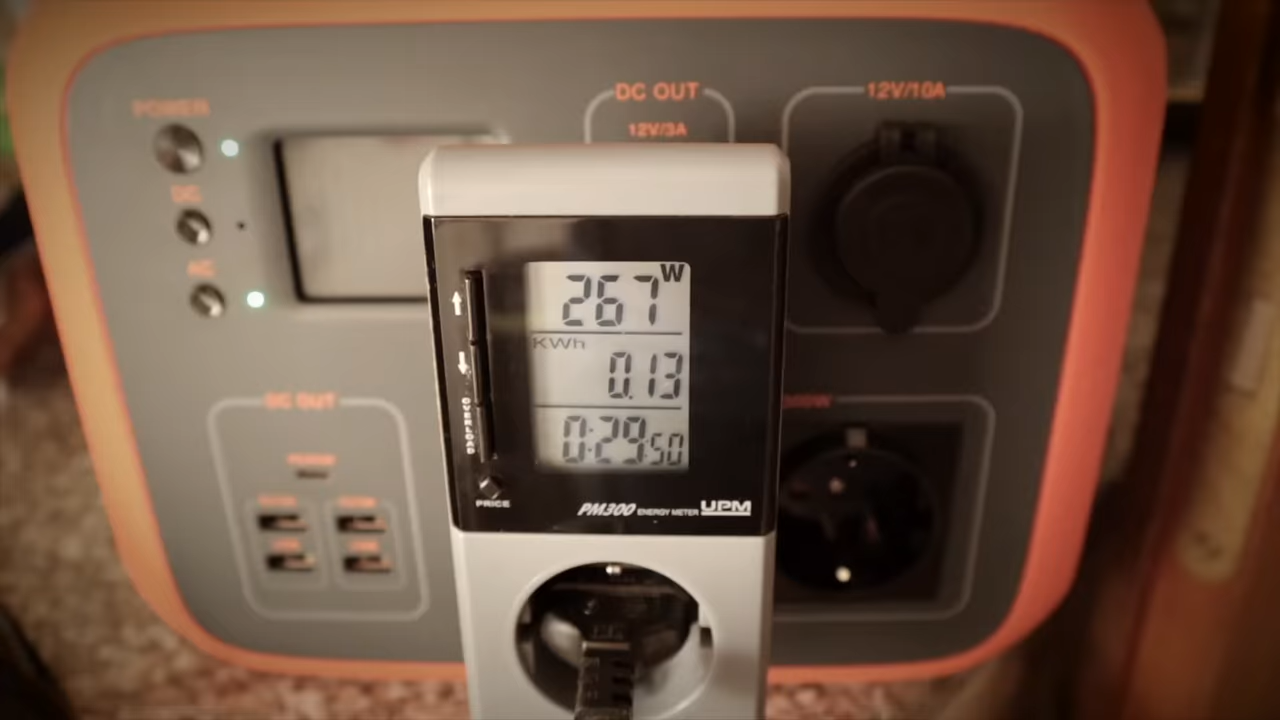 POWER
DC
AC
DC OUT
12V/3A
12V/10A
267 W
KWh
0.13
0:29:50
OVERLOAD
PRICE
PM300 ENERGY METER UPM
DC OUT